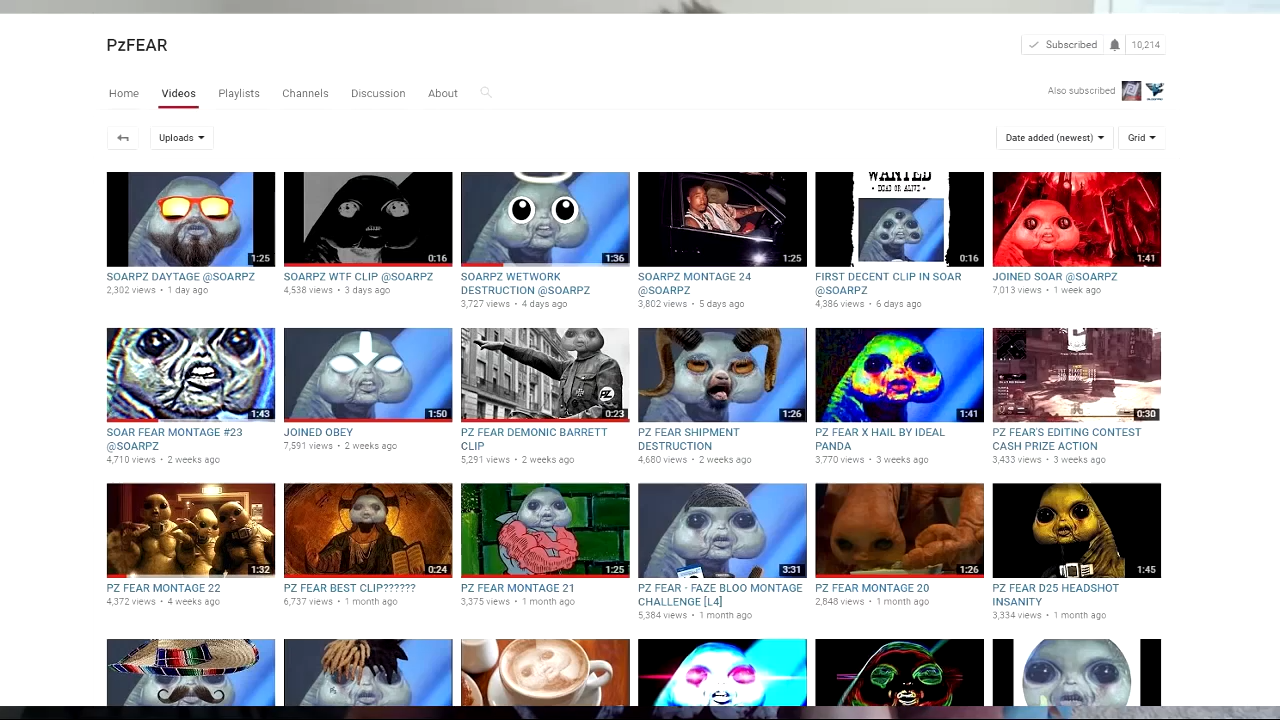 PzFEAR
Subscribed 10,214
Home Videos Playlists Channels Discussion About
Also subscribed
Uploads
Date added (newest) Grid
WANTED
DEAD OR ALIVE
1:25 0:16 1:36 1:25 0:16 1:41
SOARPZ DAYTAGE @SOARPZ
2,302 views • 1 day ago
SOARPZ WTF CLIP @SOARPZ
4,538 views • 3 days ago
SOARPZ WETWORK
DESTRUCTION @SOARPZ
3,727 views • 4 days ago
SOARPZ MONTAGE 24
@SOARPZ
3,802 views • 5 days ago
FIRST DECENT CLIP IN SOAR
@SOARPZ
4,386 views • 6 days ago
JOINED SOAR @SOARPZ
7,013 views • 1 week ago
PZ
1:43 1:50 0:23 1:26 1:41 0:30
SOAR FEAR MONTAGE #23
@SOARPZ
4,710 views • 2 weeks ago
JOINED OBEY
7,591 views • 2 weeks ago
PZ FEAR DEMONIC BARRETT
CLIP
5,291 views • 2 weeks ago
PZ FEAR SHIPMENT
DESTRUCTION
4,680 views • 2 weeks ago
PZ FEAR X HAIL BY IDEAL
PANDA
3,770 views • 3 weeks ago
PZ FEAR'S EDITING CONTEST
CASH PRIZE ACTION
3,433 views • 3 weeks ago
1:32 0:24 1:25 3:31 1:26 1:45
PZ FEAR MONTAGE 22
4,372 views • 4 weeks ago
PZ FEAR BEST CLIP??????
6,737 views • 1 month ago
PZ FEAR MONTAGE 21
3,375 views • 1 month ago
PZ FEAR - FAZE BLOO MONTAGE
CHALLENGE [L4]
5,384 views • 1 month ago
PZ FEAR MONTAGE 20
2,848 views • 1 month ago
PZ FEAR D25 HEADSHOT
INSANITY
3,334 views • 1 month ago